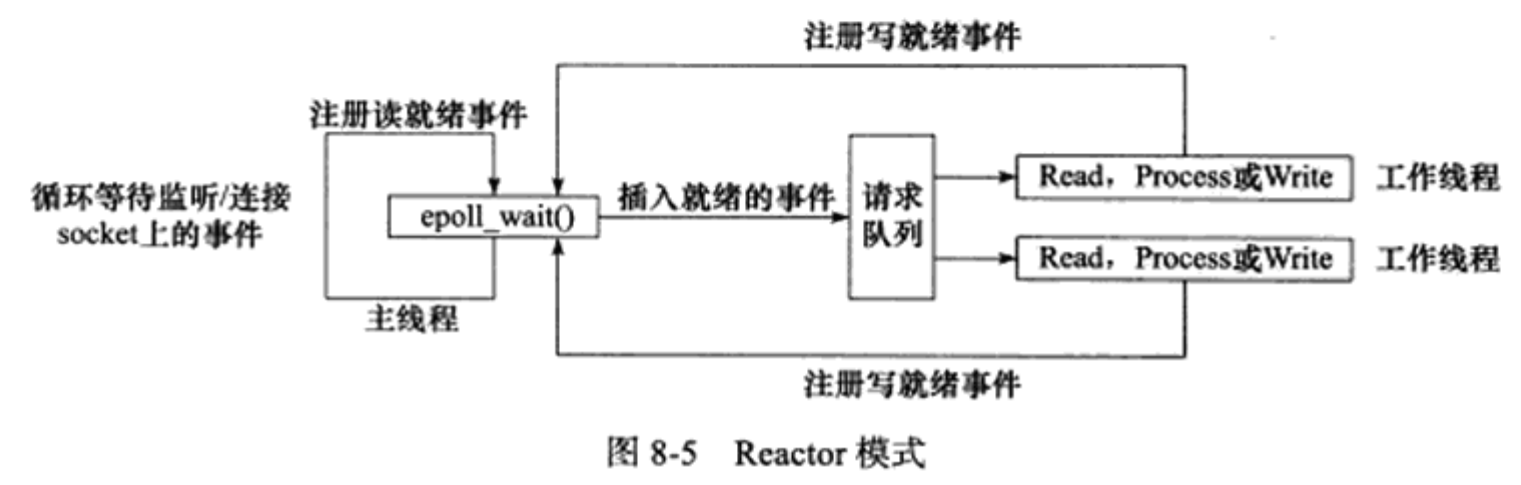 注册写就绪事件
注册读就绪事件
循环等待监听/连接
socket上的事件
epoll_wait()
插入就绪的事件
请求
队列
Read，Process或Write
工作线程
Read，Process或Write
工作线程
主线程
注册写就绪事件
图 8-5 Reactor 模式